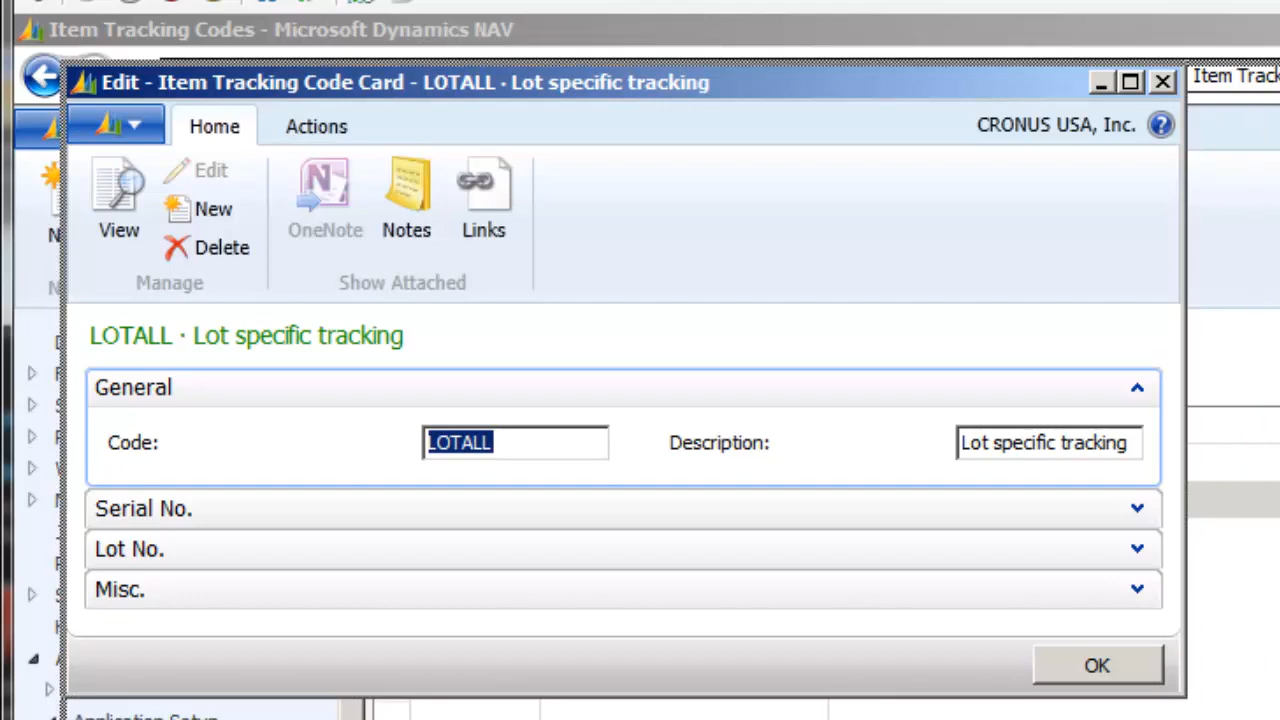 Item Tracking Codes - Microsoft Dynamics NAV
Edit - Item Tracking Code Card - LOTALL · Lot specific tracking
Item Track
Home Actions CRONUS USA, Inc.
View
Edit
New
Delete
OneNote
Notes
Links
Manage
Show Attached
LOTALL · Lot specific tracking
General
Code: LOTALL Description: Lot specific tracking
Serial No.
Lot No.
Misc.
OK
Application Setup